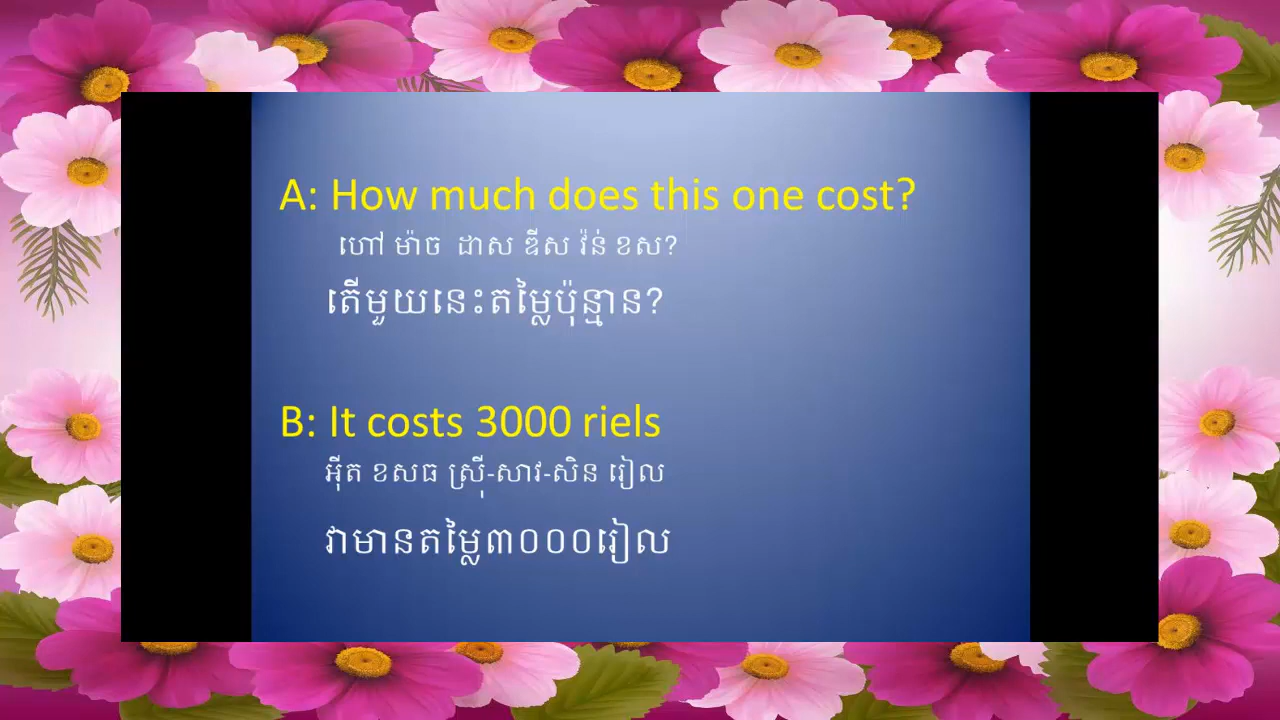 A: How much does this one cost?
ហៅ ម៉ាច ដាស ឌីស វ៉ន់ ខស?
តើមួយនេះតម្លៃប៉ុន្មាន?
B: It costs 3000 riels
អ៊ីត ខសធ ស្រ៊ី-សាវ-សិន រៀល
វាមានតម្លៃ៣០០០រៀល